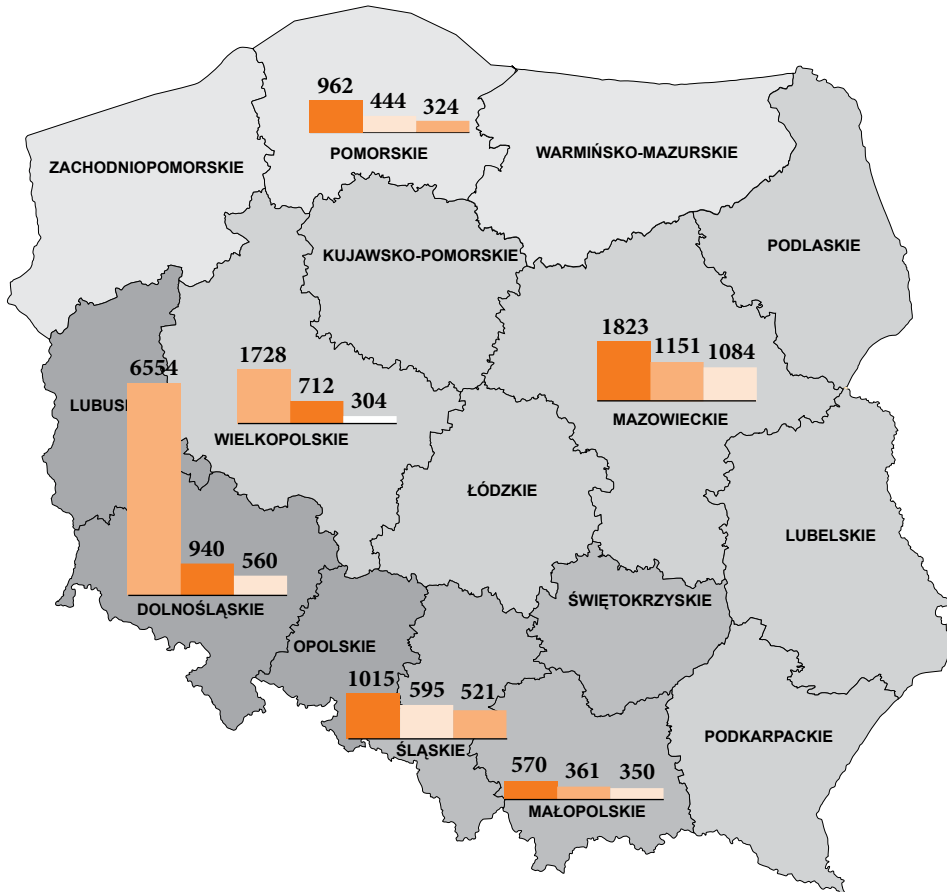 962
444
324
POMORSKIE
WARMIŃSKO-MAZURSKIE
ZACHODNIOPOMORSKIE
KUJAWSKO-POMORSKIE
PODLASKIE
1823
1151
1084
MAZOWIECKIE
6554
LUBUS
1728
712
304
WIELKOPOLSKIE
ŁÓDZKIE
LUBELSKIE
940
560
DOLNOŚLĄSKIE
ŚWIĘTOKRZYSKIE
OPOLSKIE
1015
595
521
ŚLĄSKIE
PODKARPACKIE
570
361
350
MAŁOPOLSKIE